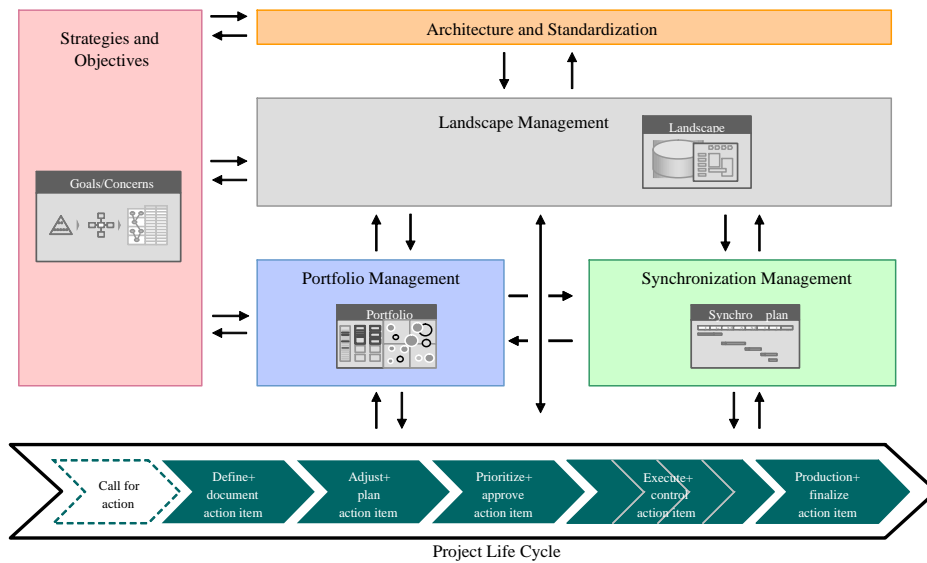 Strategies and
Objectives
Architecture and Standardization
Landscape Management
Landscape
Goals/Concerns
Portfolio Management
Portfolio
Synchronization Management
Synchro plan
Call for
action
Define+
document
action item
Adjust+
plan
action item
Prioritize+
approve
action item
Execute+
control
action item
Production+
finalize
action item
Project Life Cycle